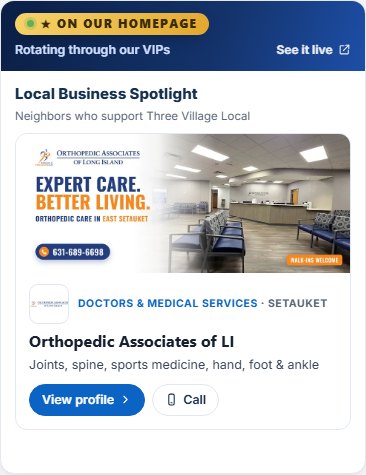 ★ ON OUR HOMEPAGE
Rotating through our VIPs
See it live
Local Business Spotlight
Neighbors who support Three Village Local
ORTHOPEDIC ASSOCIATES
OF LONG ISLAND
EXPERT CARE.
BETTER LIVING.
ORTHOPEDIC CARE IN EAST SETAUKET
631-689-6698
WALK-INS WELCOME
DOCTORS & MEDICAL SERVICES · SETAUKET
Orthopedic Associates of LI
Joints, spine, sports medicine, hand, foot & ankle
View profile
Call